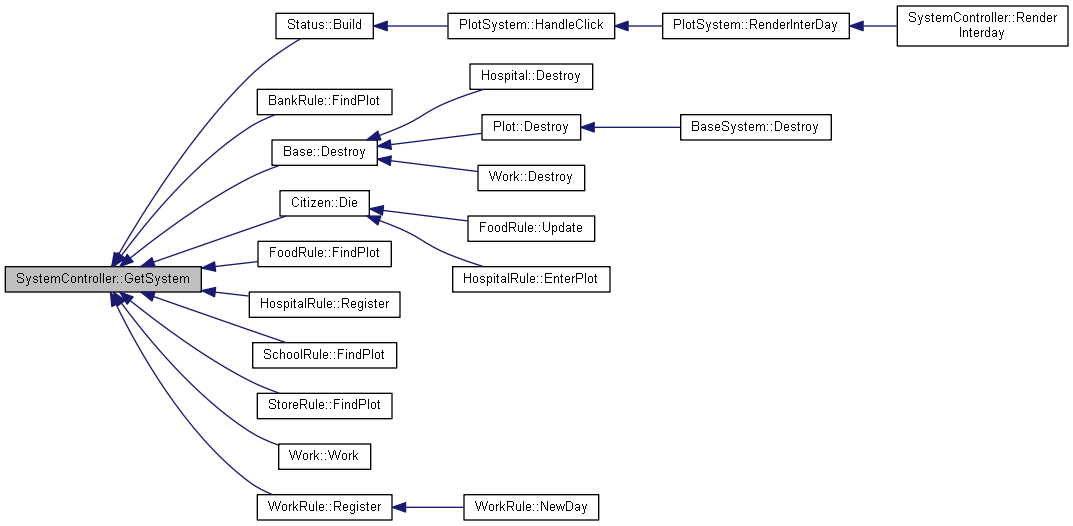 Status::Build
PlotSystem::HandleClick
PlotSystem::RenderInterDay
SystemController::Render
Interday
BankRule::FindPlot
Hospital::Destroy
Base::Destroy
Plot::Destroy
BaseSystem::Destroy
Work::Destroy
Citizen::Die
FoodRule::Update
FoodRule::FindPlot
HospitalRule::EnterPlot
SystemController::GetSystem
HospitalRule::Register
SchoolRule::FindPlot
StoreRule::FindPlot
Work::Work
WorkRule::Register
WorkRule::NewDay